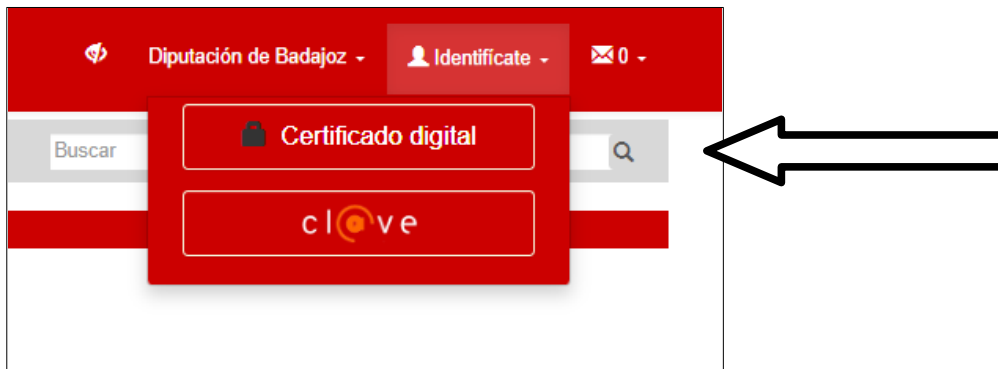 Diputación de Badajoz Identifícate 0
Certificado digital
Buscar
cl@ve